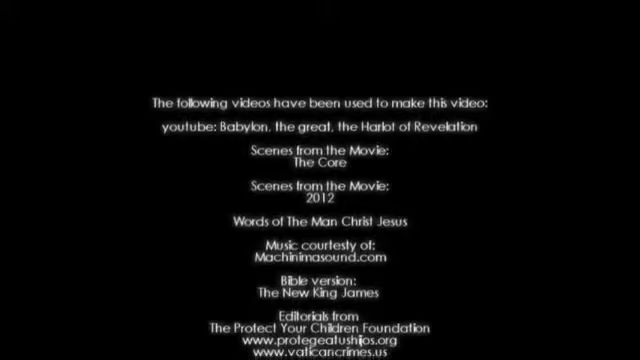 The following videos have been used to make this video:
youtube: Babylon, the great, the Harlot of Revelation
Scenes from the Movie:
The Core
Scenes from the Movie:
2012
Words of The Man Christ Jesus
Music courtesty of:
Machinimasound.com
Bible version:
The New King James
Editorials from
The Protect Your Children Foundation
www.protegeatushijos.org
www.vaticancrimes.us